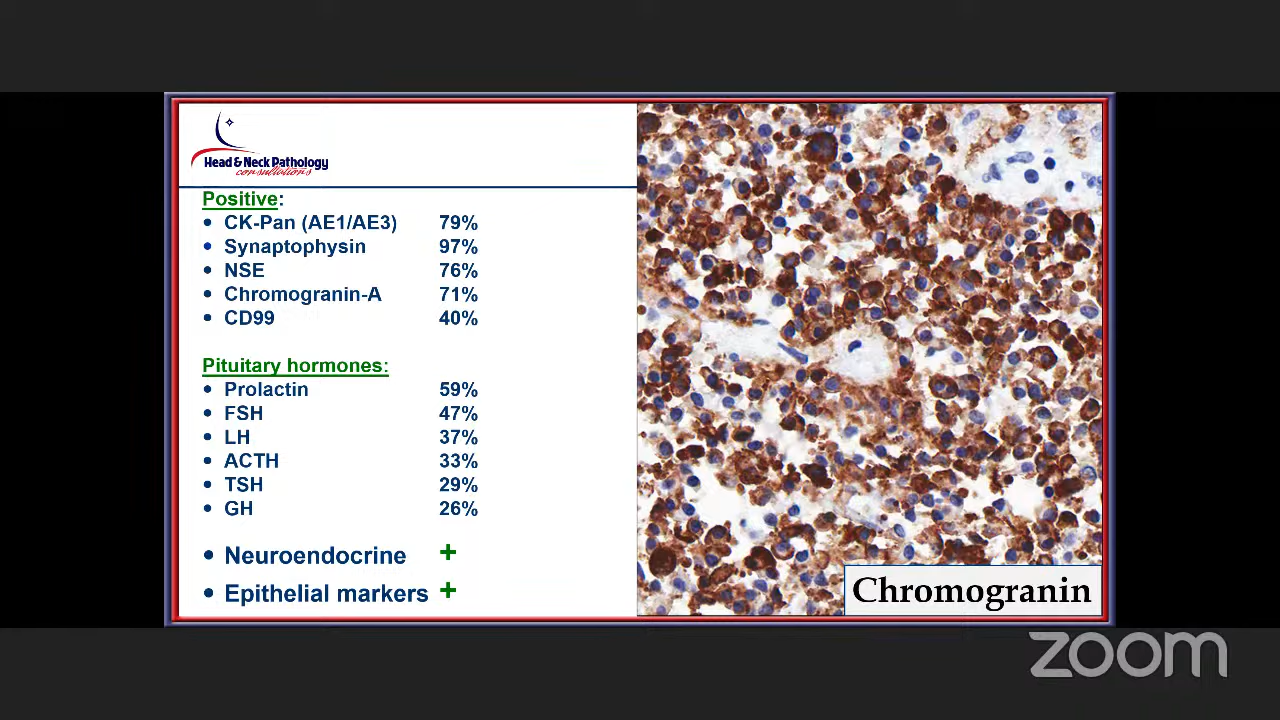 Head & Neck Pathology
consultations
Positive:
• CK-Pan (AE1/AE3) 79%
• Synaptophysin 97%
• NSE 76%
• Chromogranin-A 71%
• CD99 40%
Pituitary hormones:
• Prolactin 59%
• FSH 47%
• LH 37%
• ACTH 33%
• TSH 29%
• GH 26%
• Neuroendocrine +
• Epithelial markers +
Chromogranin
zoom